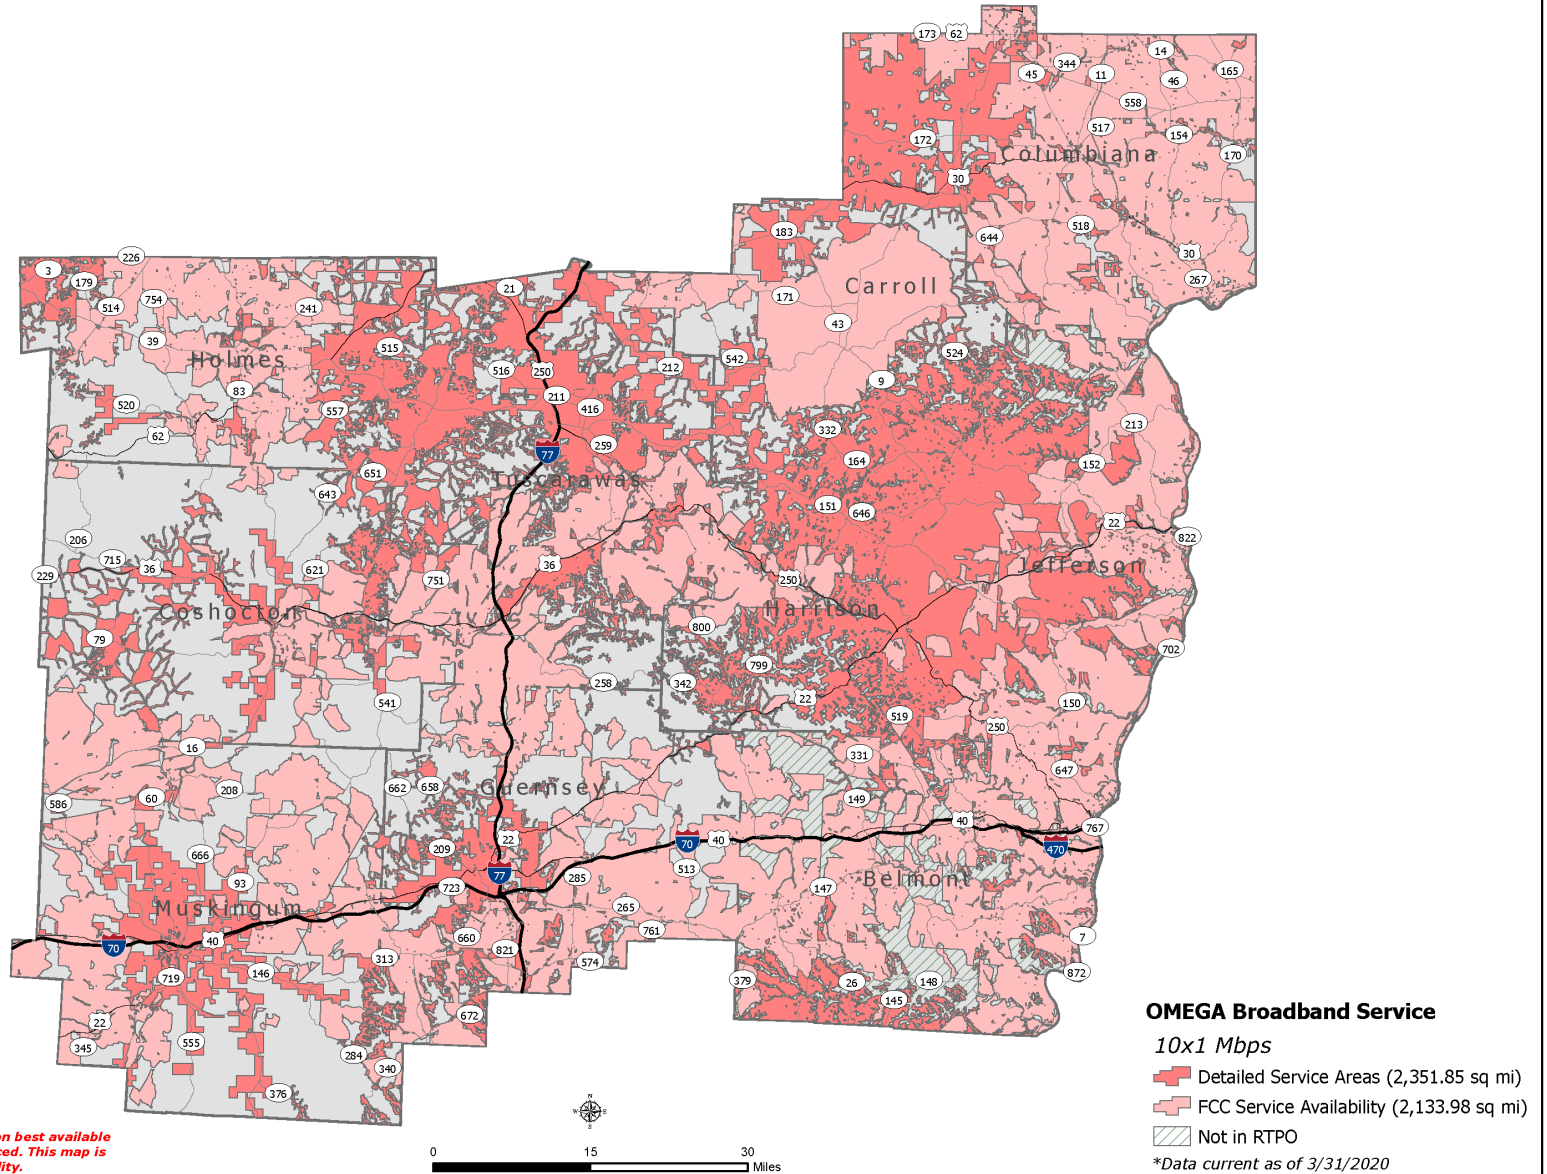 173 62
14
344
45 11 46 165
558
517
172 154
Columbiana 170
30
183 518
644
226 30
3 267
179 21 Carroll
514 754 241 171
43
39 515
Holmes 524
516 250 212 542
83 9
211
520 557 416
213
62 332
259
77 164 152
651
Tuscarawas
643 151
646
22
206 822
715 36
229 36 Jefferson
621 751 250
Coshocton Harrison
800
79
702
799
258 342
541 22 150
519
250
16
331
647
662 658 Guernsey
208
60 149
586
40
767
22 70 40
209 470
666
513
77 285 Belmont
93 723 147
Muskingum 265
761
660 7
70 40 821
313 574
146 872
719 379 26 148
145
672
22 OMEGA Broadband Service
555
345 10x1 Mbps
284
340
Detailed Service Areas (2,351.85 sq mi)
376
FCC Service Availability (2,133.98 sq mi)
N
W E
S
Not in RTPO
on best available
ced. This map is
lity.
0 15 30
Miles
*Data current as of 3/31/2020